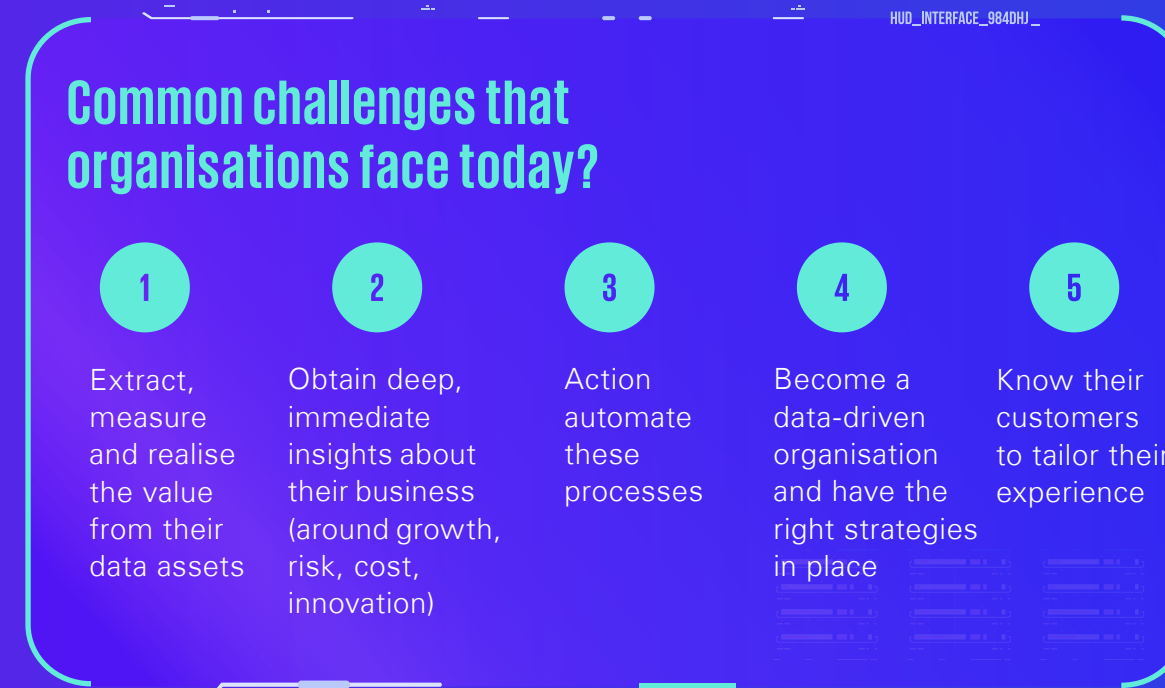 HUD_INTERFACE_984DHJ_
Common challenges that
organisations face today?
1
Extract,
measure
and realise
the value
from their
data assets
2
Obtain deep,
immediate
insights about
their business
(around growth,
risk, cost,
innovation)
3
Action
automate
these
processes
4
Become a
data-driven
organisation
and have the
right strategies
in place
5
Know their
customers
to tailor their
experience